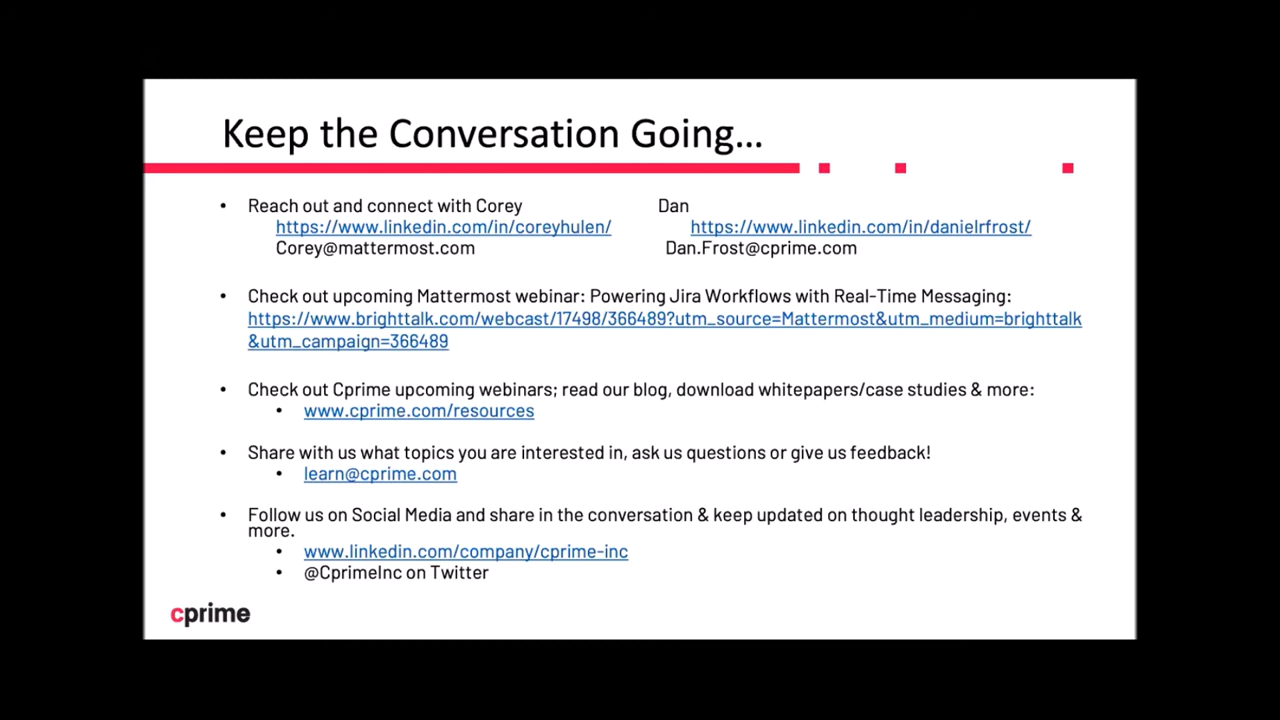 Keep the Conversation Going...
• Reach out and connect with Corey Dan
https://www.linkedin.com/in/coreyhulen/ https://www.linkedin.com/in/danielrfrost/
Corey@mattermost.com Dan.Frost@cprime.com
• Check out upcoming Mattermost webinar: Powering Jira Workflows with Real-Time Messaging:
https://www.brighttalk.com/webcast/17498/366489?utm_source=Mattermost&utm_medium=brighttalk
&utm_campaign=366489
• Check out Cprime upcoming webinars; read our blog, download whitepapers/case studies & more:
• www.cprime.com/resources
• Share with us what topics you are interested in, ask us questions or give us feedback!
• learn@cprime.com
• Follow us on Social Media and share in the conversation & keep updated on thought leadership, events &
more.
• www.linkedin.com/company/cprime-inc
• @CprimeInc on Twitter
cprime